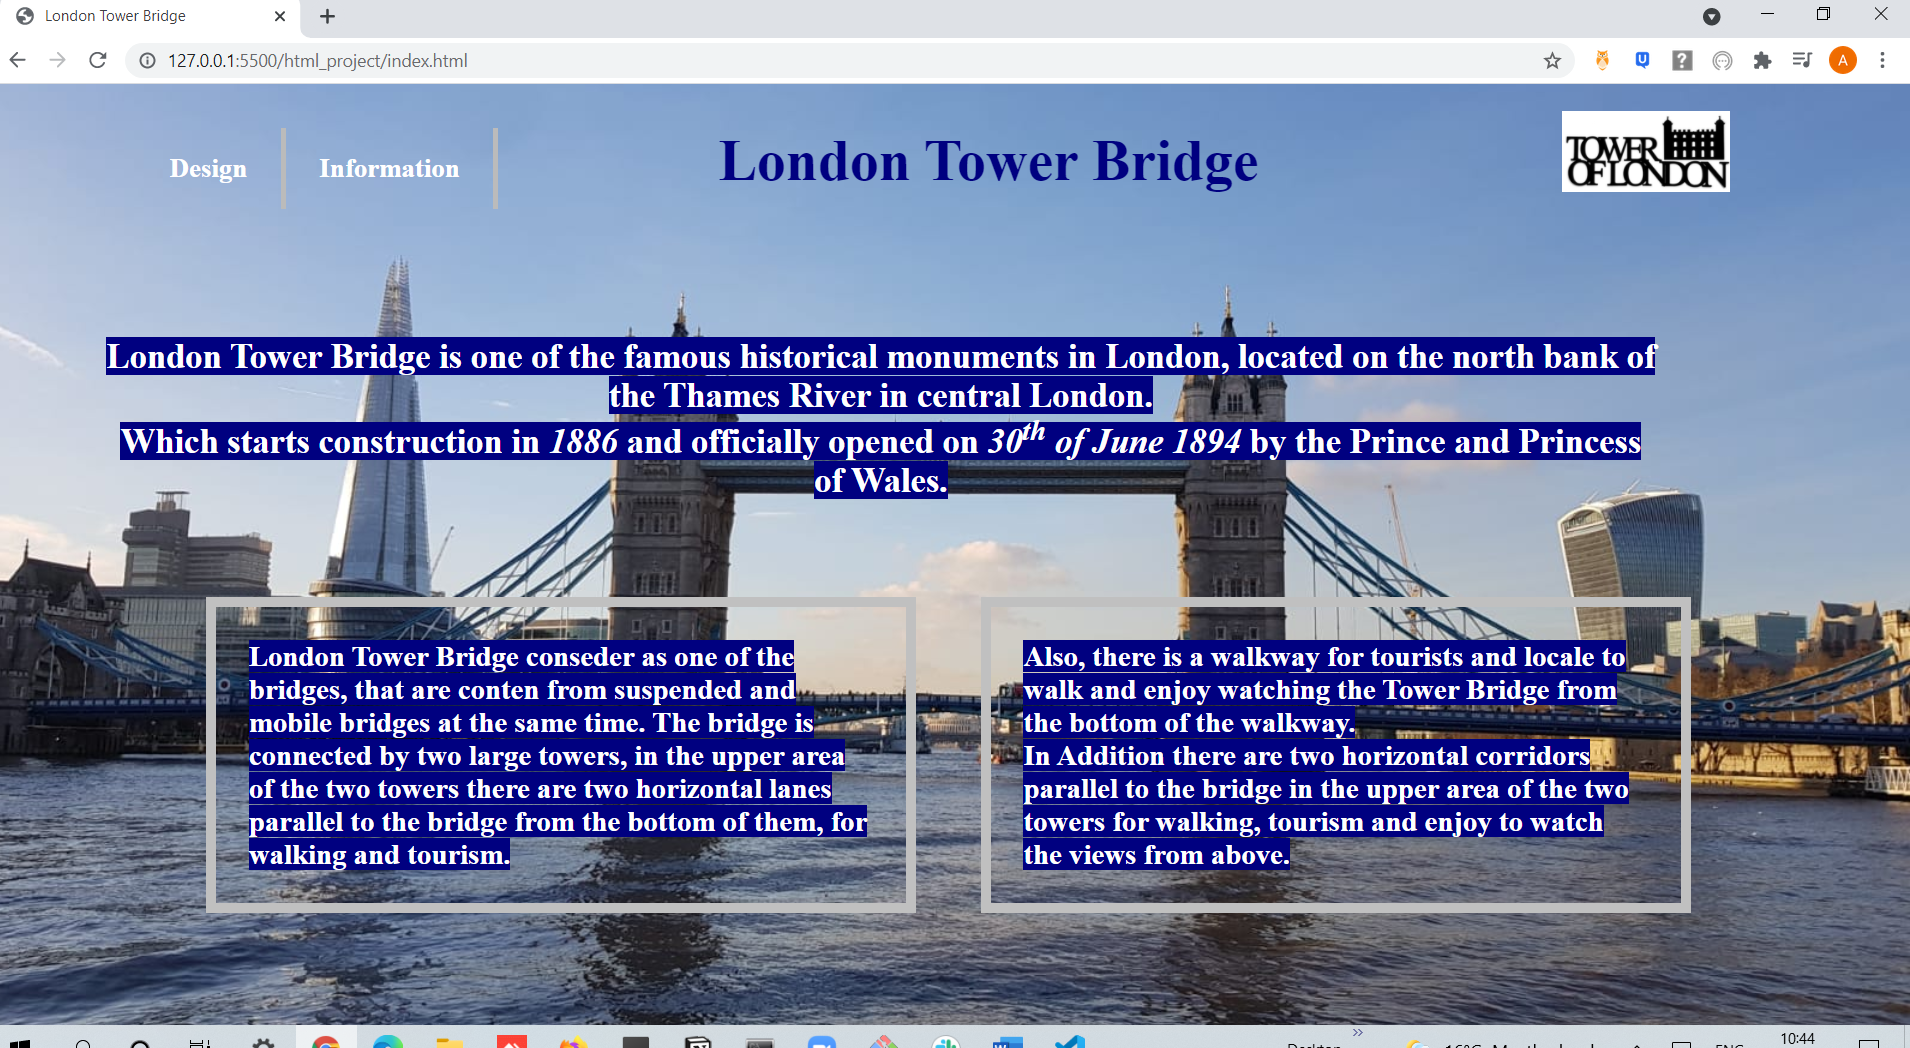 London Tower Bridge
127.0.0.1:5500/html_project/index.html
A
Design
Information
London Tower Bridge
TOWER
OF LONDON
London Tower Bridge is one of the famous historical monuments in London, located on the north bank of
the Thames River in central London.
Which starts construction in 1886 and officially opened on 30th of June 1894 by the Prince and Princess
of Wales.
London Tower Bridge conseder as one of the
bridges, that are conten from suspended and
mobile bridges at the same time. The bridge is
connected by two large towers, in the upper area
of the two towers there are two horizontal lanes
parallel to the bridge from the bottom of them, for
walking and tourism.
Also, there is a walkway for tourists and locale to
walk and enjoy watching the Tower Bridge from
the bottom of the walkway.
In Addition there are two horizontal corridors
parallel to the bridge in the upper area of the two
towers for walking, tourism and enjoy to watch
the views from above.
10:44